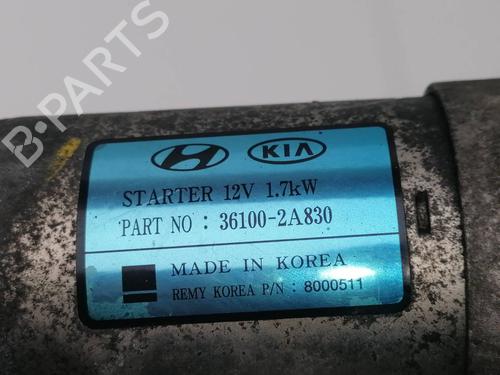 B-PARTS
KIA
STARTER 12V 1.7kW
PART NO : 36100-2A830
MADE IN KOREA
REMY KOREA P/N : 8000511